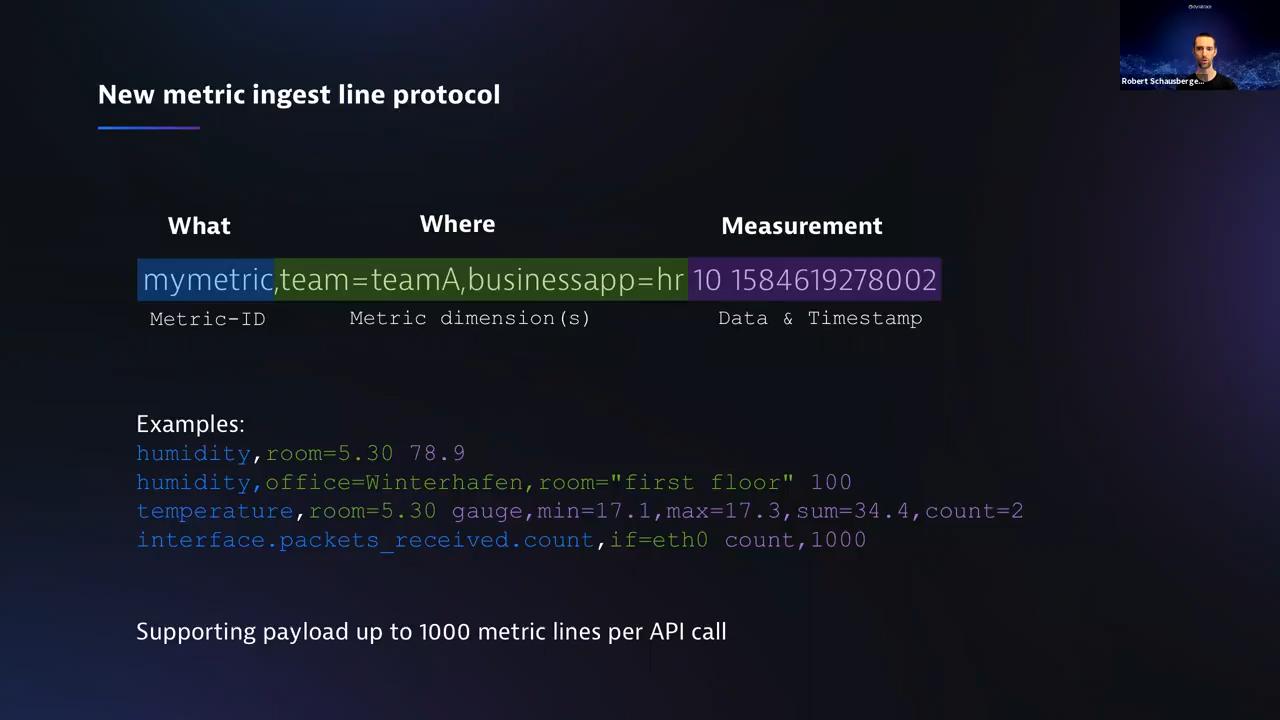 @dynatrace
Robert Schausberge...
New metric ingest line protocol
What Where Measurement
mymetric,team=teamA,businessapp=hr 10 1584619278002
Metric-ID Metric dimension(s) Data & Timestamp
Examples:
humidity,room=5.30 78.9
humidity,office=Winterhafen,room="first floor" 100
temperature,room=5.30 gauge,min=17.1,max=17.3,sum=34.4,count=2
interface.packets_received.count,if=eth0 count,1000
Supporting payload up to 1000 metric lines per API call